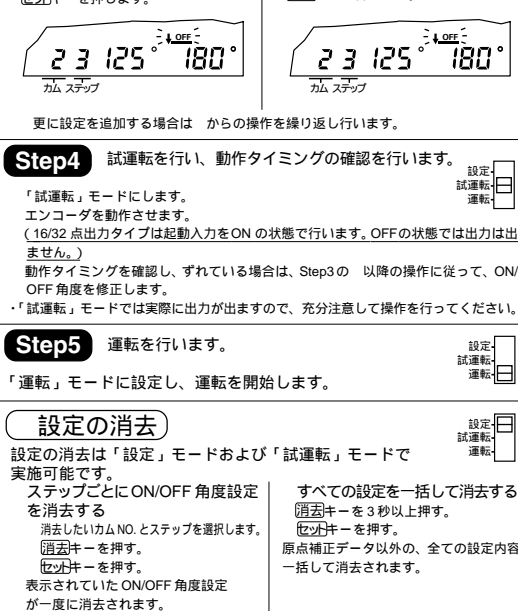 セットキーを押します。
OFF
2 3 125° 180°
カム ステップ
OFF
2 3 125° 180°
カム ステップ
更に設定を追加する場合は　からの操作を繰り返し行います。
Step4 試運転を行い、動作タイミングの確認を行います。
設定
試運転
運転
「試運転」モードにします。
エンコーダを動作させます。
(16/32 点出力タイプは起動入力をON の状態で行います。OFFの状態では出力は出
ません。)
動作タイミングを確認し、ずれている場合は、Step3の　以降の操作に従って、ON/
OFF 角度を修正します。
・「試運転」モードでは実際に出力が出ますので、充分注意して操作を行ってください。
Step5 運転を行います。
設定
試運転
運転
「運転」モードに設定し、運転を開始します。
設定の消去
設定
試運転
運転
設定の消去は「設定」モードおよび「試運転」モードで
実施可能です。
ステップごとにON/OFF 角度設定
を消去する
消去したいカムNO. とステップを選択します。
消去キーを押す。
セットキーを押す。
表示されていた ON/OFF 角度設定
が一度に消去されます。
すべての設定を一括して消去する
消去キーを3秒以上押す。
セットキーを押す。
原点補正データ以外の、全ての設定内容
一括して消去されます。